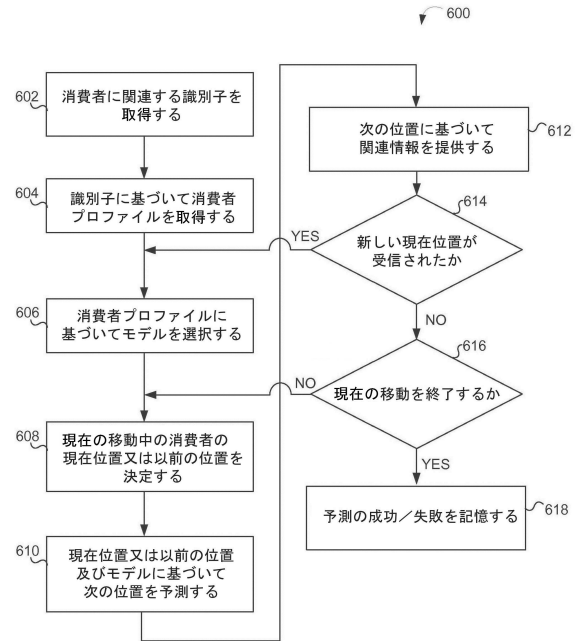 600
602
消費者に関連する識別子を
取得する
604
識別子に基づいて消費者
プロファイルを取得する
606
消費者プロファイルに
基づいてモデルを選択する
608
現在の移動中の消費者の
現在位置又は以前の位置を
決定する
610
現在位置又は以前の位置
及びモデルに基づいて
次の位置を予測する
次の位置に基づいて
関連情報を提供する
612
614
新しい現在位置が
受信されたか
YES
NO
616
現在の移動を終了するか
NO
YES
予測の成功/失敗を記憶する
618